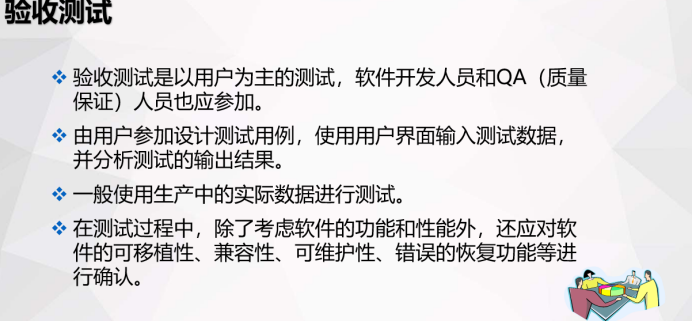 验收测试
验收测试是以用户为主的测试，软件开发人员和QA（质量
保证）人员也应参加。
由用户参加设计测试用例，使用用户界面输入测试数据，
并分析测试的输出结果。
一般使用生产中的实际数据进行测试。
在测试过程中，除了考虑软件的功能和性能外，还应对软
件的可移植性、兼容性、可维护性、错误的恢复功能等进
行确认。